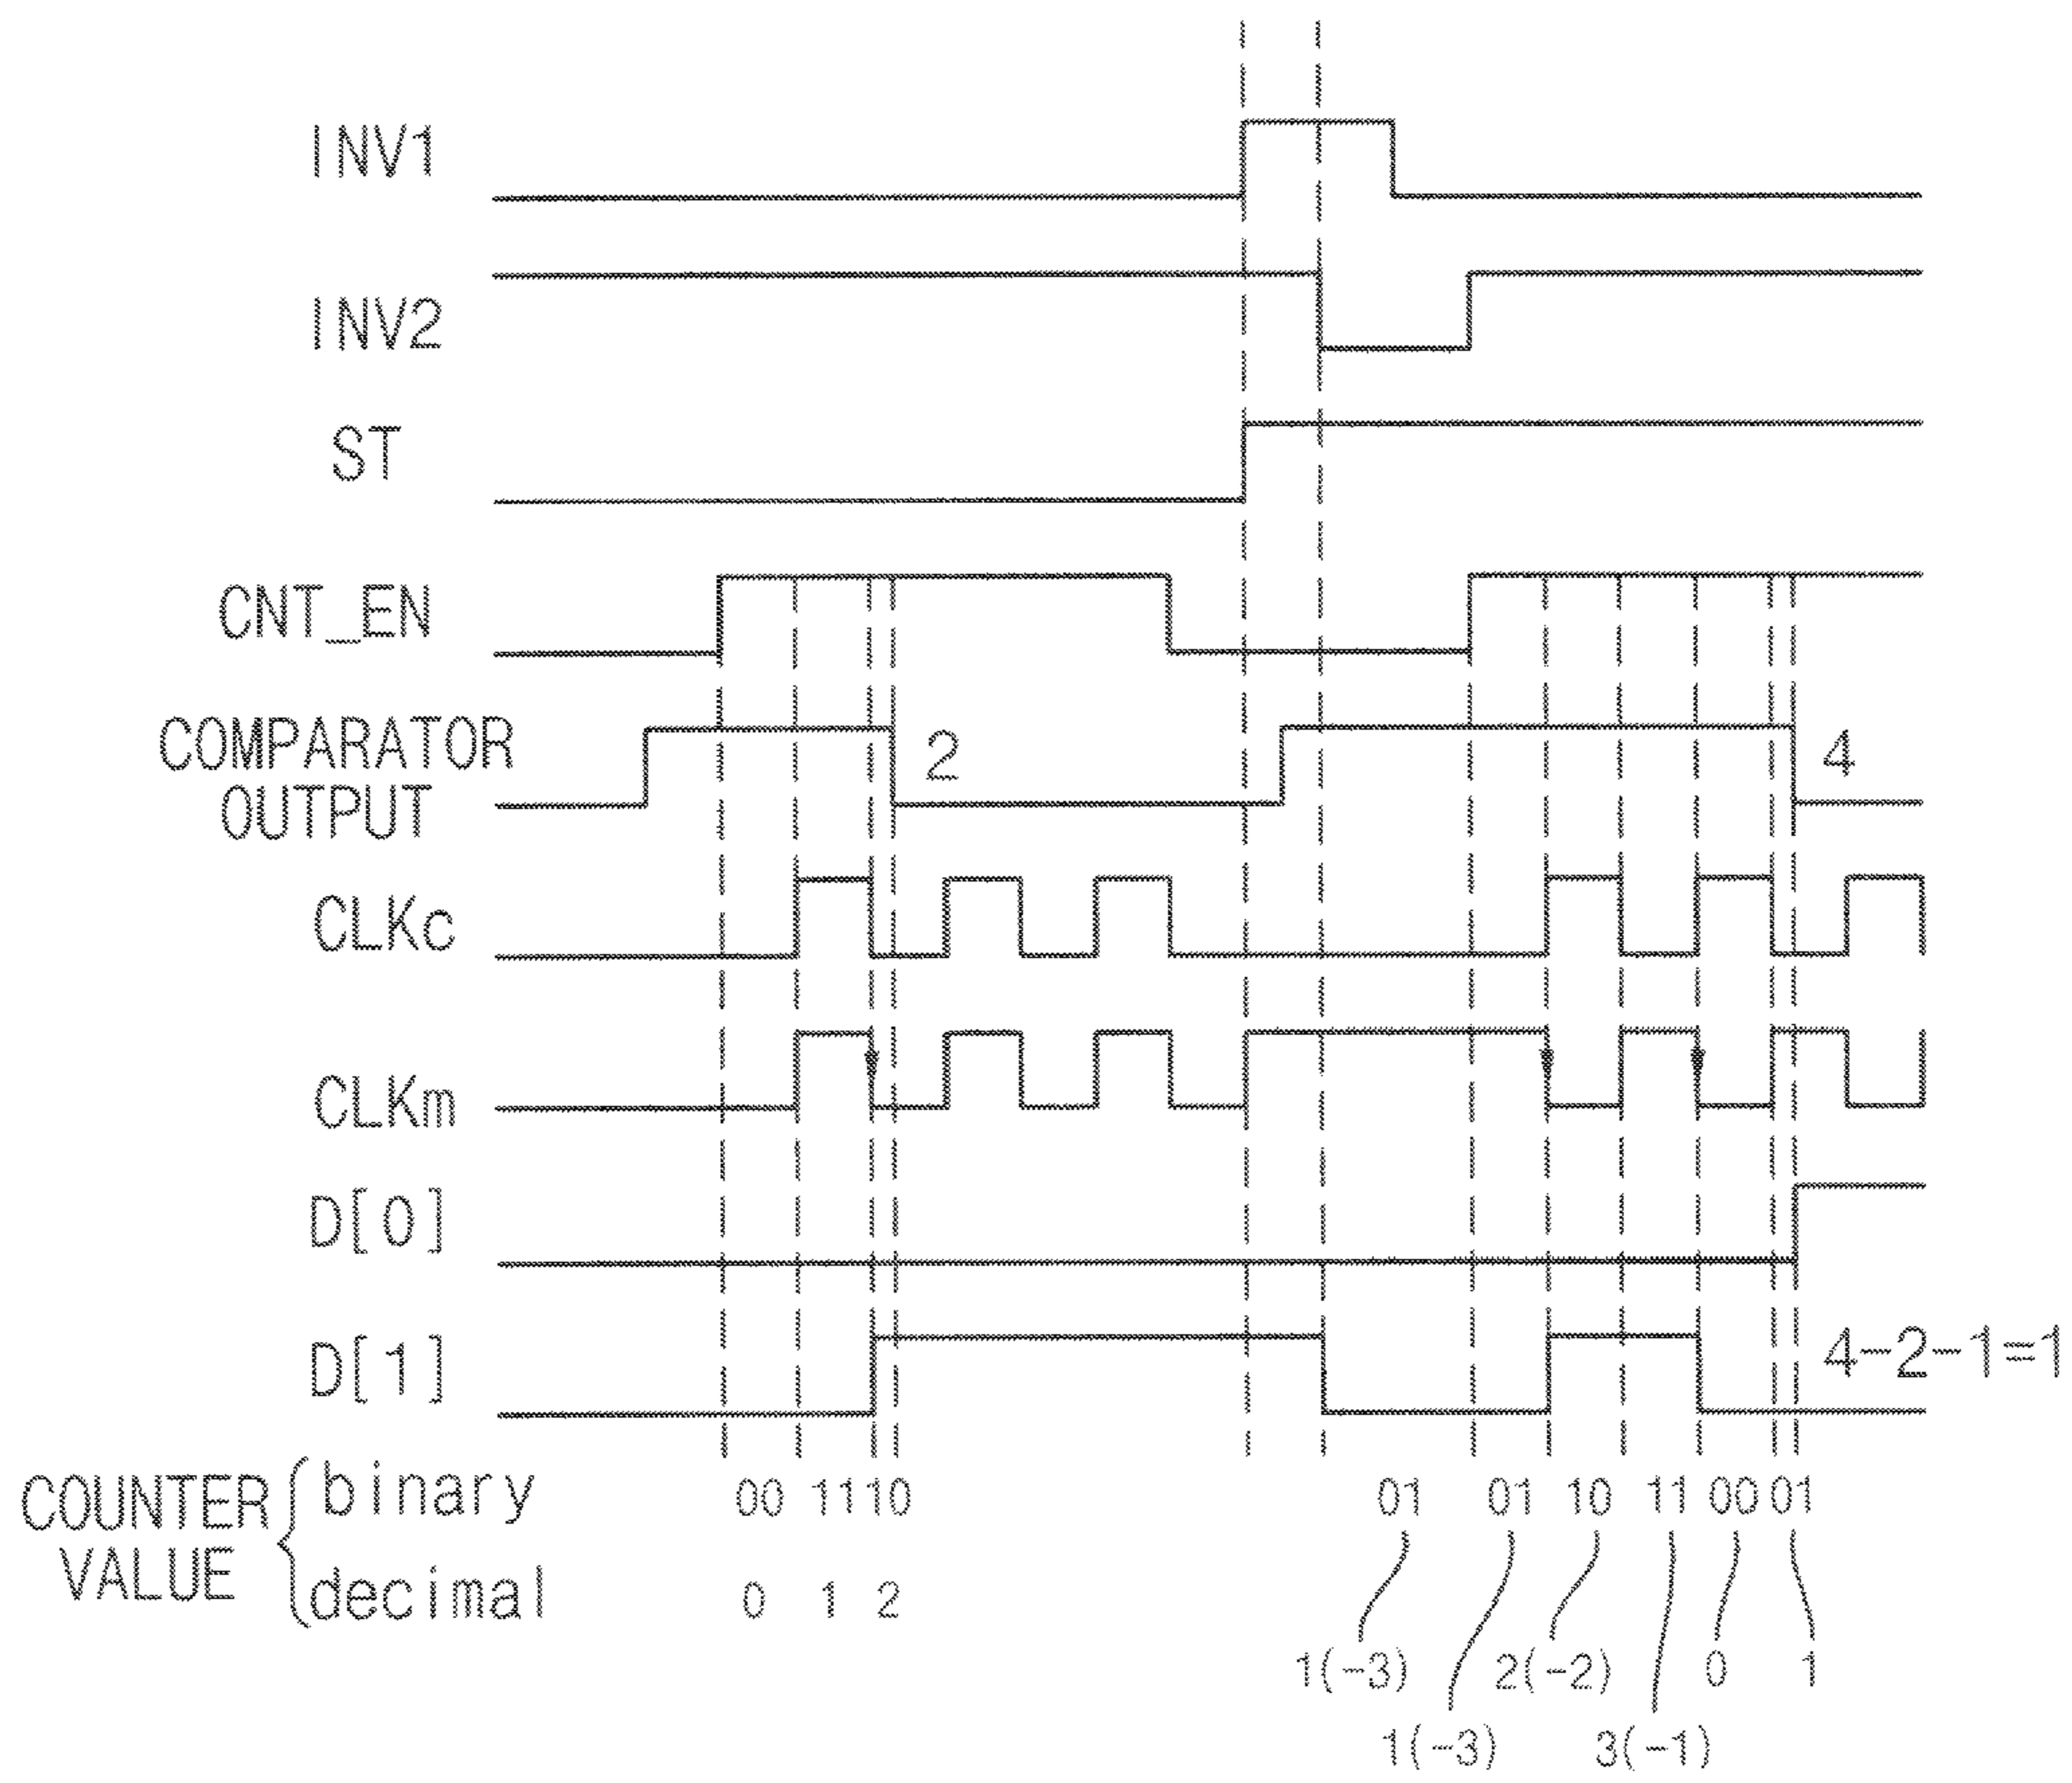 INV1
INV2
ST
CNT_EN
COMPARATOR
OUTPUT
2
4
CLKc
CLKm
D[0]
D[1]
4-2-1=1
COUNTER
VALUE
binary
00 11 10
01 01 10 11 00 01
decimal
0 1 2
1(-3) 2(-2) 0 1
1(-3) 3(-1)